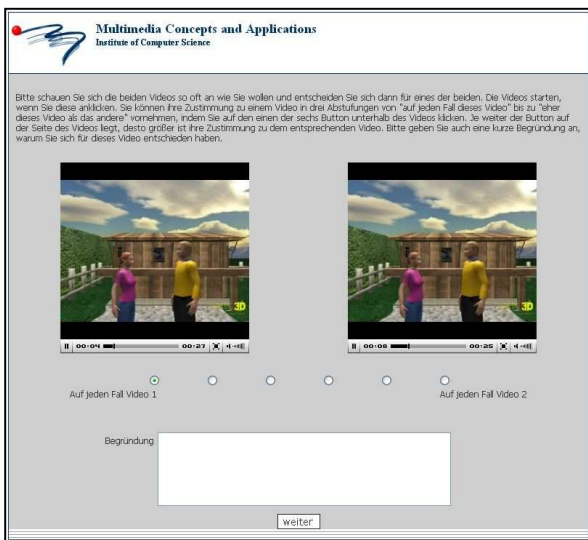 Multimedia Concepts and Applications
Institute of Computer Science
Bitte schauen Sie sich die beiden Videos so oft an wie Sie wollen und entscheiden Sie sich dann für eines der beiden. Die Videos starten,
wenn Sie diese anklicken. Sie können ihre Zustimmung zu einem Video in drei Abstufungen von "auf jeden Fall dieses Video" bis zu "eher
dieses Video als das andere" vornehmen, indem Sie auf den einen der sechs Button unterhalb des Videos klicken. Je weiter der Button auf
der Seite des Videos liegt, desto größer ist ihre Zustimmung zu dem entsprechenden Video. Bitte geben Sie auch eine kurze Begründung an,
warum Sie sich für dieses Video entschieden haben.
3D
3D
00:04 00:27
00:08 00:25
Auf jeden Fall Video 1
Auf jeden Fall Video 2
Begründung
weiter